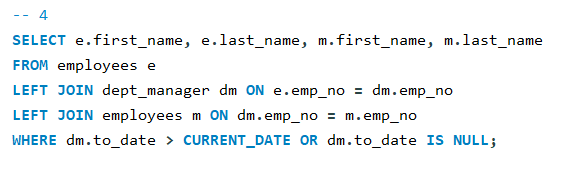 -- 4
SELECT e.first_name, e.last_name, m.first_name, m.last_name
FROM employees e
LEFT JOIN dept_manager dm ON e.emp_no = dm.emp_no
LEFT JOIN employees m ON dm.emp_no = m.emp_no
WHERE dm.to_date > CURRENT_DATE OR dm.to_date IS NULL;